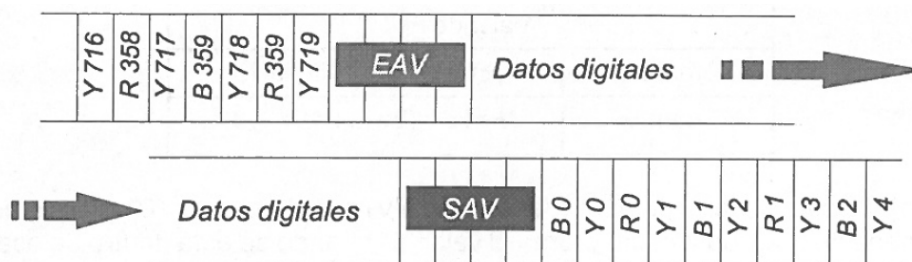 Y 716 R 358 Y 717 B 359 Y 718 R 359 Y 719 EAV Datos digitales
Datos digitales SAV B 0 Y 0 R 0 Y 1 B 1 Y 2 R 1 Y 3 B 2 Y 4